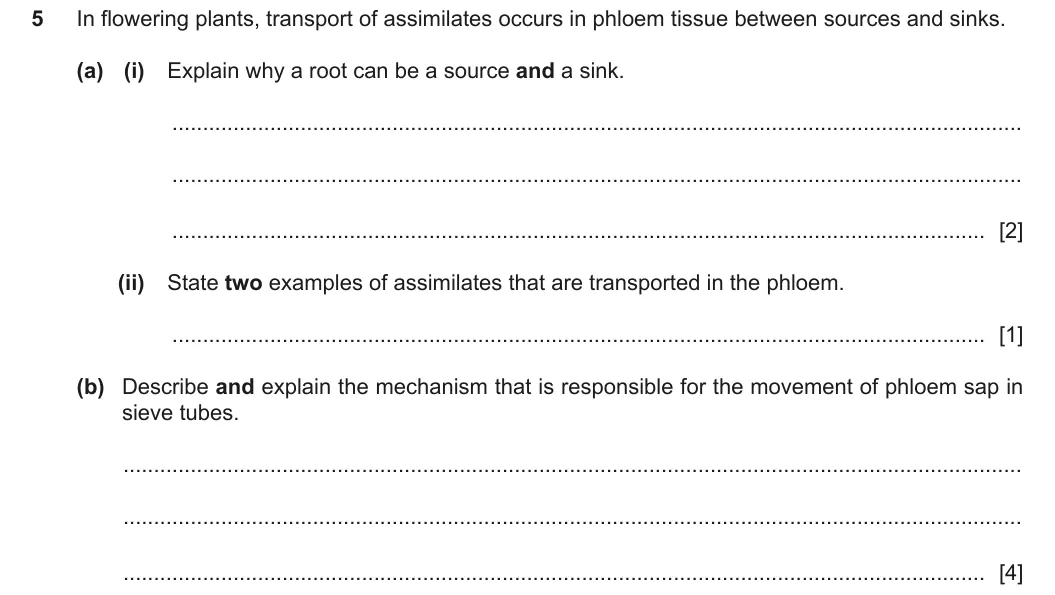 5 In flowering plants, transport of assimilates occurs in phloem tissue between sources and sinks.
(a) (i) Explain why a root can be a source and a sink.
..........................................................................................................................................
..........................................................................................................................................
.................................................................................................................................... [2]
(ii) State two examples of assimilates that are transported in the phloem.
.................................................................................................................................... [1]
(b) Describe and explain the mechanism that is responsible for the movement of phloem sap in
sieve tubes.
..................................................................................................................................................
..................................................................................................................................................
............................................................................................................................................ [4]